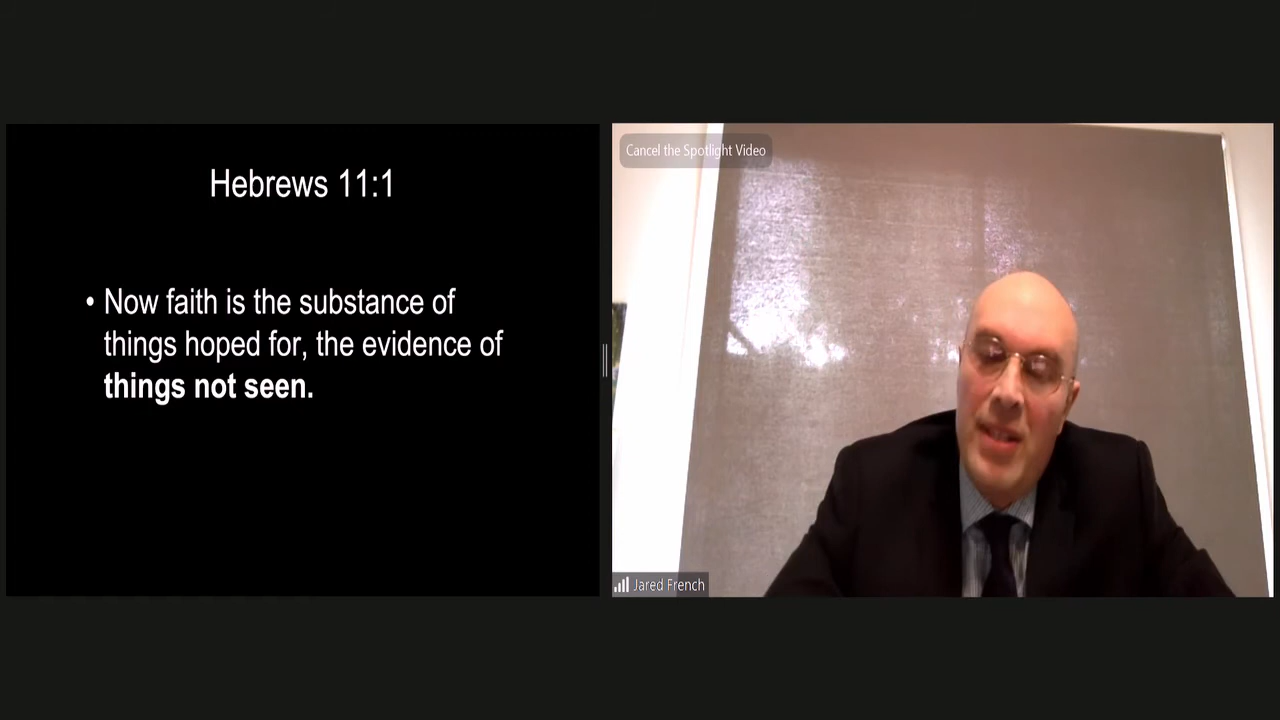 Hebrews 11:1
• Now faith is the substance of
things hoped for, the evidence of
things not seen.
Cancel the Spotlight Video
Jared French